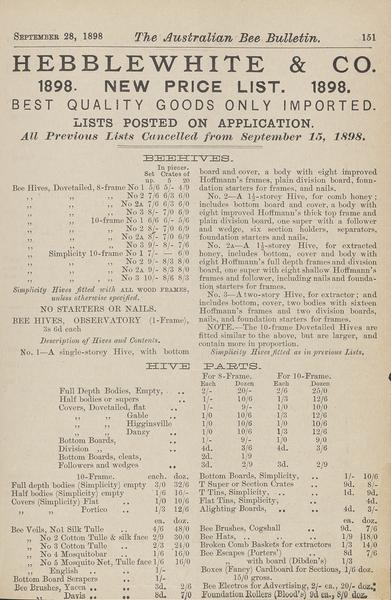 SEPTEMBER 28, 1898 The Australian Bee Bulletin. 151
HEBBLEWHITE & CO.
1898. NEW PRICE LIST. 1898.
BEST QUALITY GOODS ONLY IMPORTED.
LISTS POSTED ON APPLICATION.
All Previous Lists Cancelled from September 15, 1898.
BEEHIVES.
In pieces.
Set Crates of
up. 5 20
Bee Hives, Dovetailed, 8-frame No 1 5/6 5/- 4/9
,, ,, ,, No 2 7/6 6/3 6/0
,, ,, ,, No 2A 7/0 6/3 6/0
,, ,, ,, No 3 8/- 7/0 6/9
,, ,, 10-frame No 1 6/6 6/- 5/6
,, ,, ,, No 2 8/- 7/0 6/9
,, ,, ,, No 2A 8/- 7/0 6/9
,, ,, ,, No 3 9/- 8/- 7/6
,, Simplicity 10-frame No 1 7/- — 6/0
,, ,, ,, No 2 9/- 8/3 8/0
,, ,, ,, No 2A 9/- 8/3 8/0
,, ,, ,, No 3 10/- 8/6 8/3
Simplicity Hives fitted with ALL WOOD FRAMES,
unless otherwise specified.
NO STARTERS OR NAILS.
BEE HIVES, OBSERVATORY (1-Frame),
3s 6d each
Description of Hives and Contents.
No. 1—A single-storey Hive, with bottom
board and cover, a body with eight improved
Hoffmann's frames, plain division board, foun-
dation starters for frames, and nails.
No. 2—A 1½-storey Hive, for comb honey;
includes bottom board and cover, a body with
eight improved Hoffmann's thick top frame and
plain division board, one super with a follower
and wedge, six section holders, separators,
foundation starters and nails.
No. 2A—A 1½-storey Hive, for extracted
honey, includes bottom, cover and body with
eight Hoffmann's full depth frames and division
board, one super with eight shallow Hoffmann's
frames and follower, including nails and founda-
tion starters for frames.
No. 3—A two-story Hive, for extractor; and
includes bottom, cover, two bodies with sixteen
Hoffmann's frames and two division boards,
nails, and foundation starters for frames.
NOTE.—The 10-frame Dovetailed Hives are
fitted similar to the above, but are larger, and
contain more in proportion.
Simplicity Hives fitted as in previous Lists.
HIVE PARTS.
For 8-Frame. For 10-Frame.
Each Dozen Each Dozen
Full Depth Bodies, Empty, .. 2/- 20/- 2/6 25/0
Half bodies or supers .. 1/- 10/6 1/3 12/6
Covers, Dovetailed, flat .. 1/- 9/- 1/0 10/0
,, ,, Gable .. 1/0 10/6 1/3 12/6
,, ,, Higginsville 1/0 10/6 1/3 12/6
,, ,, Danzy .. 1/0 10/6 1/3 12/6
Bottom Boards, .. 1/- 9/- 1/0 9/0
Division ,, .. 4d. 3/6 4d. 3/6
Bottom Boards, cleats, .. 2d. 1/9
Followers and wedges .. 3d. 2/9 3d. 2/9
10-Frame. each. doz.
Full depth bodies (Simplicity) empty 3/0 32/6
Half bodies (Simplicity) empty 1/6 16/-
Covers (Simplicity) Flat .. 1/0 10/6
,, ,, Portico .. 1/3 12/6
Bottom Boards, Simplicity, .. 1/- 10/6
T Super or Section Crates .. 9d. 8/-
T Tins, Simplicity, .. 1d. 9d.
Flat Tins, Simplicity, .. 4d.
Alighting Boards, .. 4d. 3/-
ea. doz.
Bee Veils, No1 Silk Tulle .. 4/6 48/0
,, No 2 Cotton Tulle & silk face 2/9 30/0
,, No 3 Cotton Tulle .. 2/3 24/0
,, No 4 Mosquito bar .. 1/6 16/0
,, No 5 Mosquito Net, Tulle face 1/6 16/0
,, English .. 1/-
Bottom Board Scrapers .. 1/-
Bee Brushes, Yucca .. 3d. 2/6
,, Davis .. 8d. 7/0
ea. doz.
Bee Brushes, Cogshall .. 9d. 7/6
Bee Hats, .. 1/9 18/0
Broken Comb Baskets for extractors 1/3 14/0
Bee Escapes (Porters') .. 8d 7/6
,, with board (Dibbin's) 1/3
Boxes (Fancy) Cardboard for Sections, 1/6 doz.
15/0 gross.
Bee Electros for Advertising, 2/- ea., 20/- doz.
Foundation Rollers (Blood's) 9d ea., 8/0 doz.